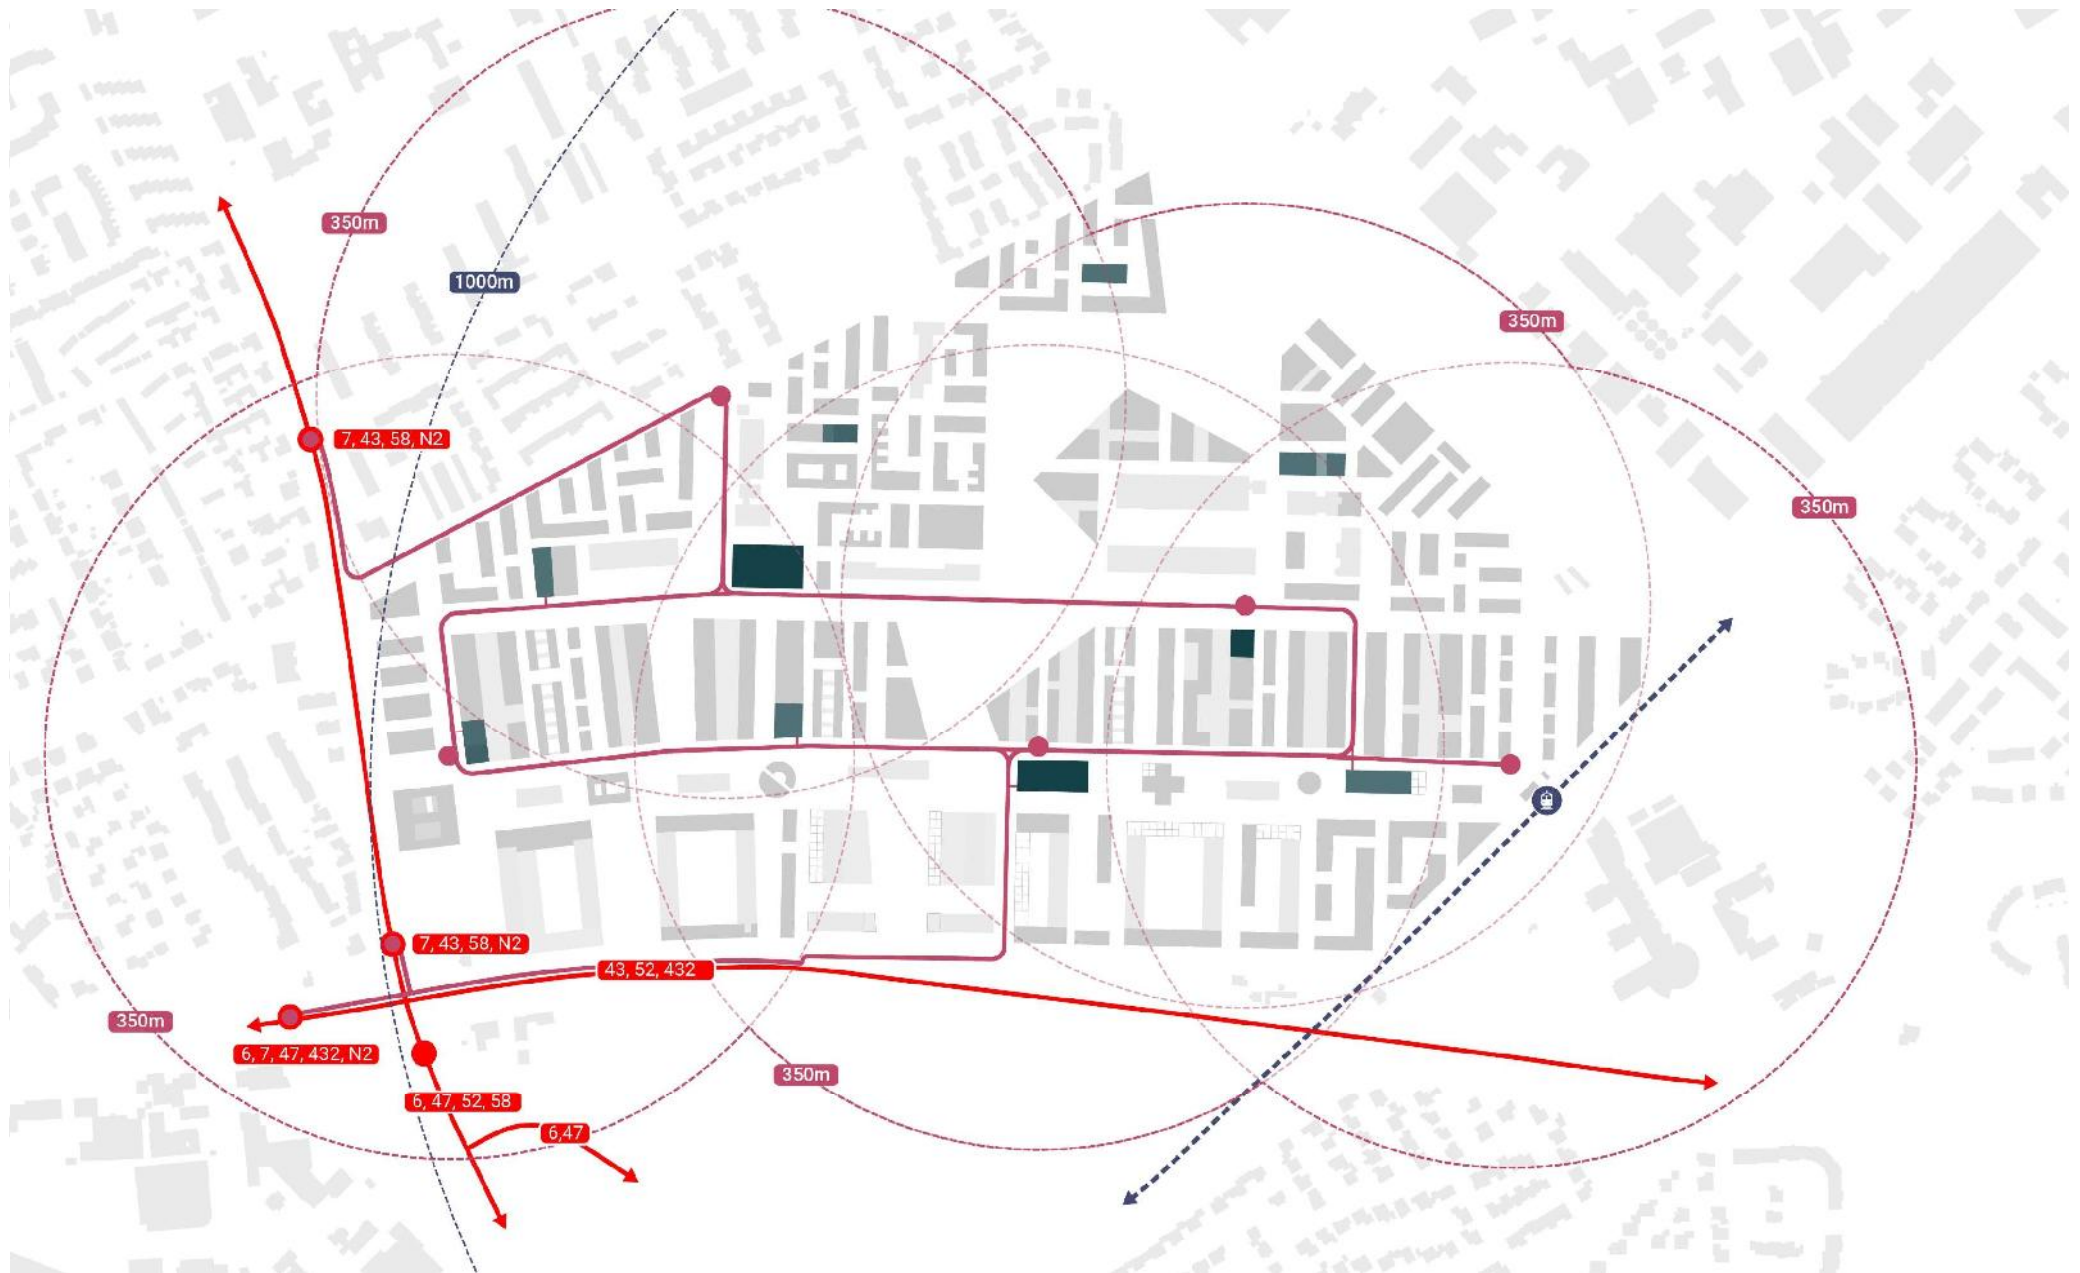 350m
1000m
350m
7, 43, 58, N2
350m
7, 43, 58, N2
43, 52, 432
350m
6, 7, 47, 432, N2
350m
6, 47, 52, 58
6,47